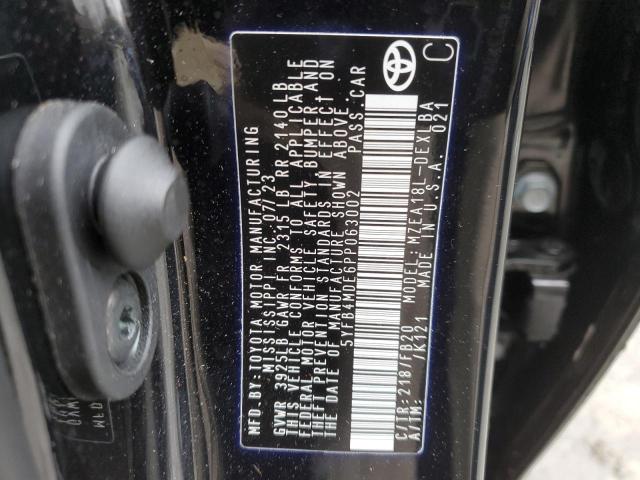 MFD. BY: TOYOTA MOTOR MANUFACTURING
MISSISSIPPI, INC. 07/23
GVWR 3925LB GAWR FR 2315 LB RR 2140 LB
THIS VEHICLE CONFORMS TO ALL APPLICABLE
FEDERAL MOTOR VEHICLE SAFETY, BUMPER AND
THEFT PREVENTION STANDARDS IN EFFECT ON
THE DATE OF MANUFACTURE SHOWN ABOVE.
5YFB4MDE6PP063002 PASS. CAR
C/TR: 218/FB20 MODEL: MZEA18L-DEXLBA
A/TM: /K121 MADE IN U.S.A. 021
C